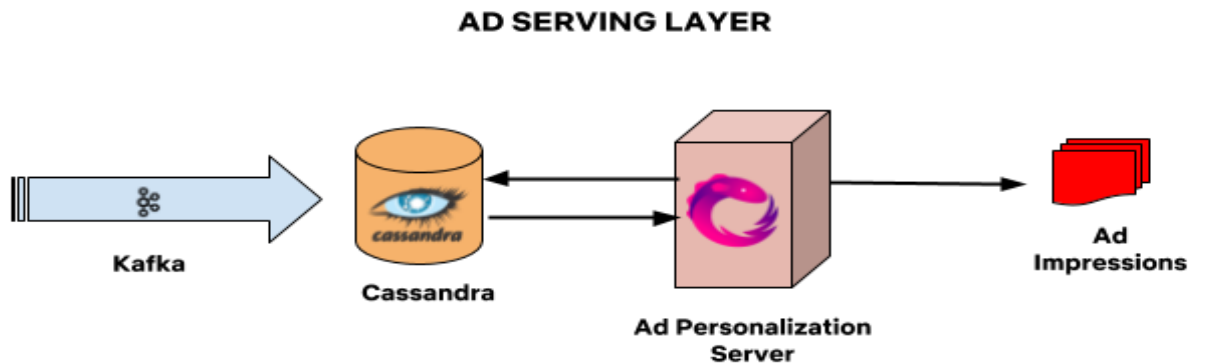 AD SERVING LAYER
cassandra
Kafka
Cassandra
Ad Personalization
Server
Ad
Impressions